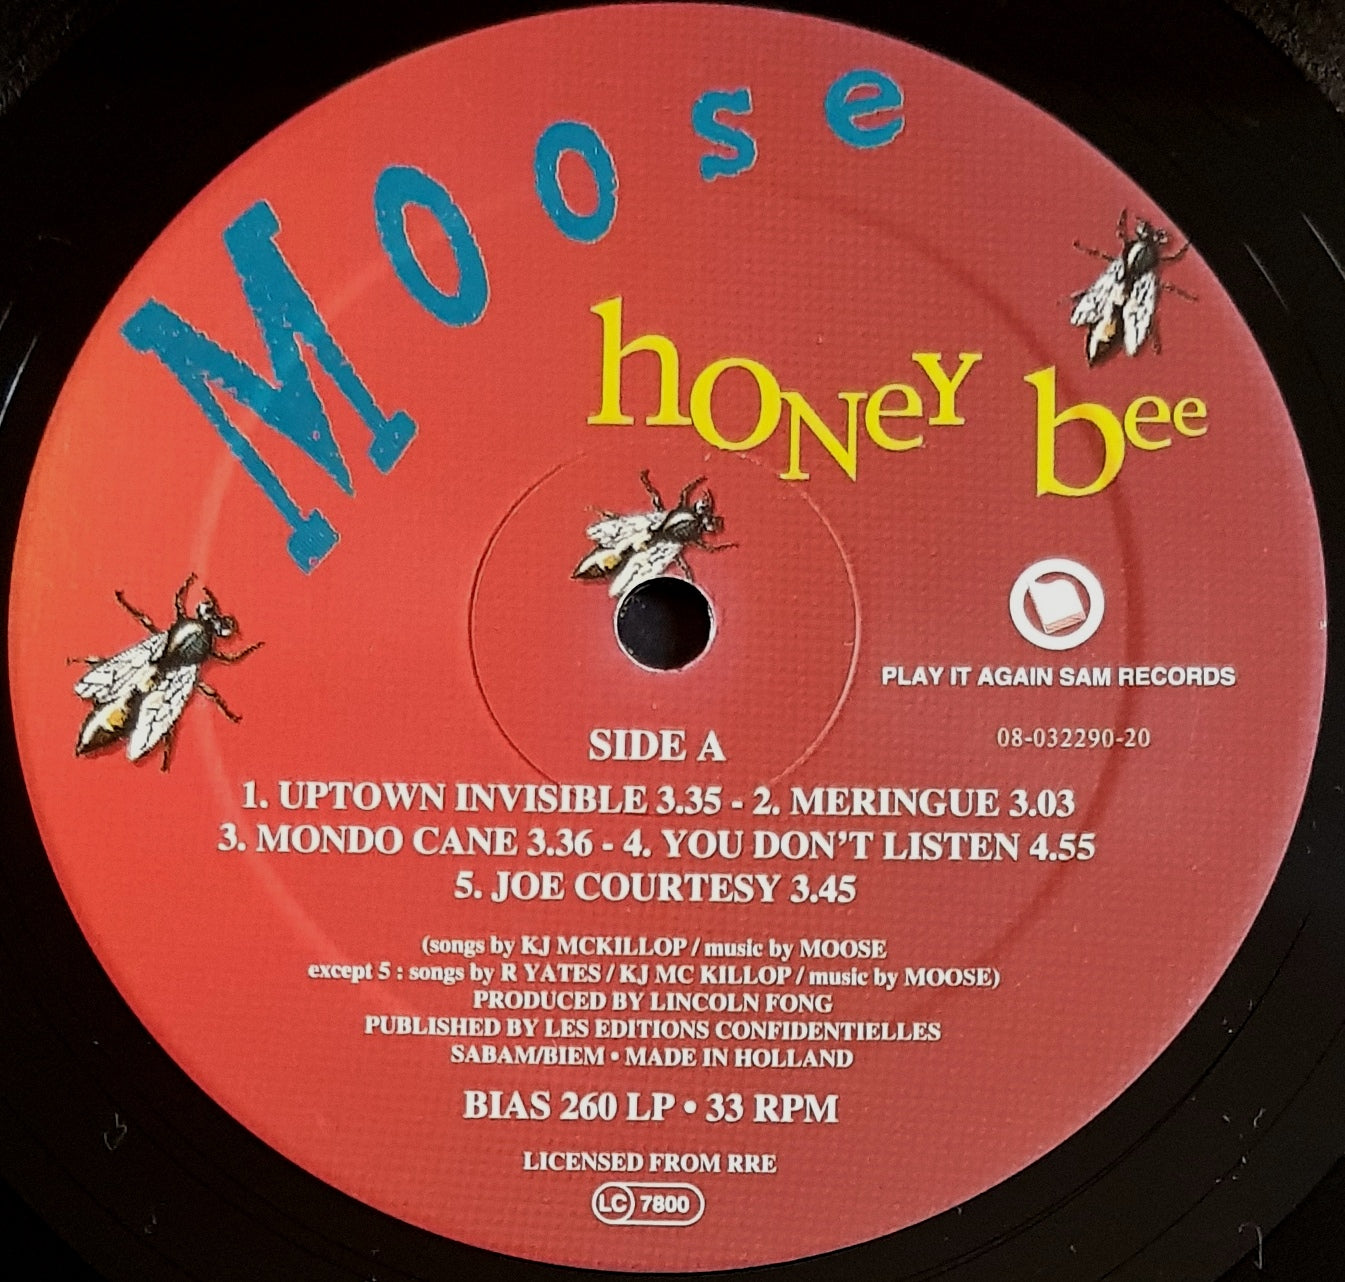 Moose
honey bee
PLAY IT AGAIN SAM RECORDS
08-032290-20
SIDE A
1. UPTOWN INVISIBLE 3.35 - 2. MERINGUE 3.03
3. MONDO CANE 3.36 - 4. YOU DON'T LISTEN 4.55
5. JOE COURTESY 3.45
(songs by KJ MCKILLOP / music by MOOSE
except 5 : songs by R YATES / KJ MC KILLOP / music by MOOSE)
PRODUCED BY LINCOLN FONG
PUBLISHED BY LES EDITIONS CONFIDENTIELLES
SABAM/BIEM • MADE IN HOLLAND
BIAS 260 LP • 33 RPM
LICENSED FROM RRE
LC 7800